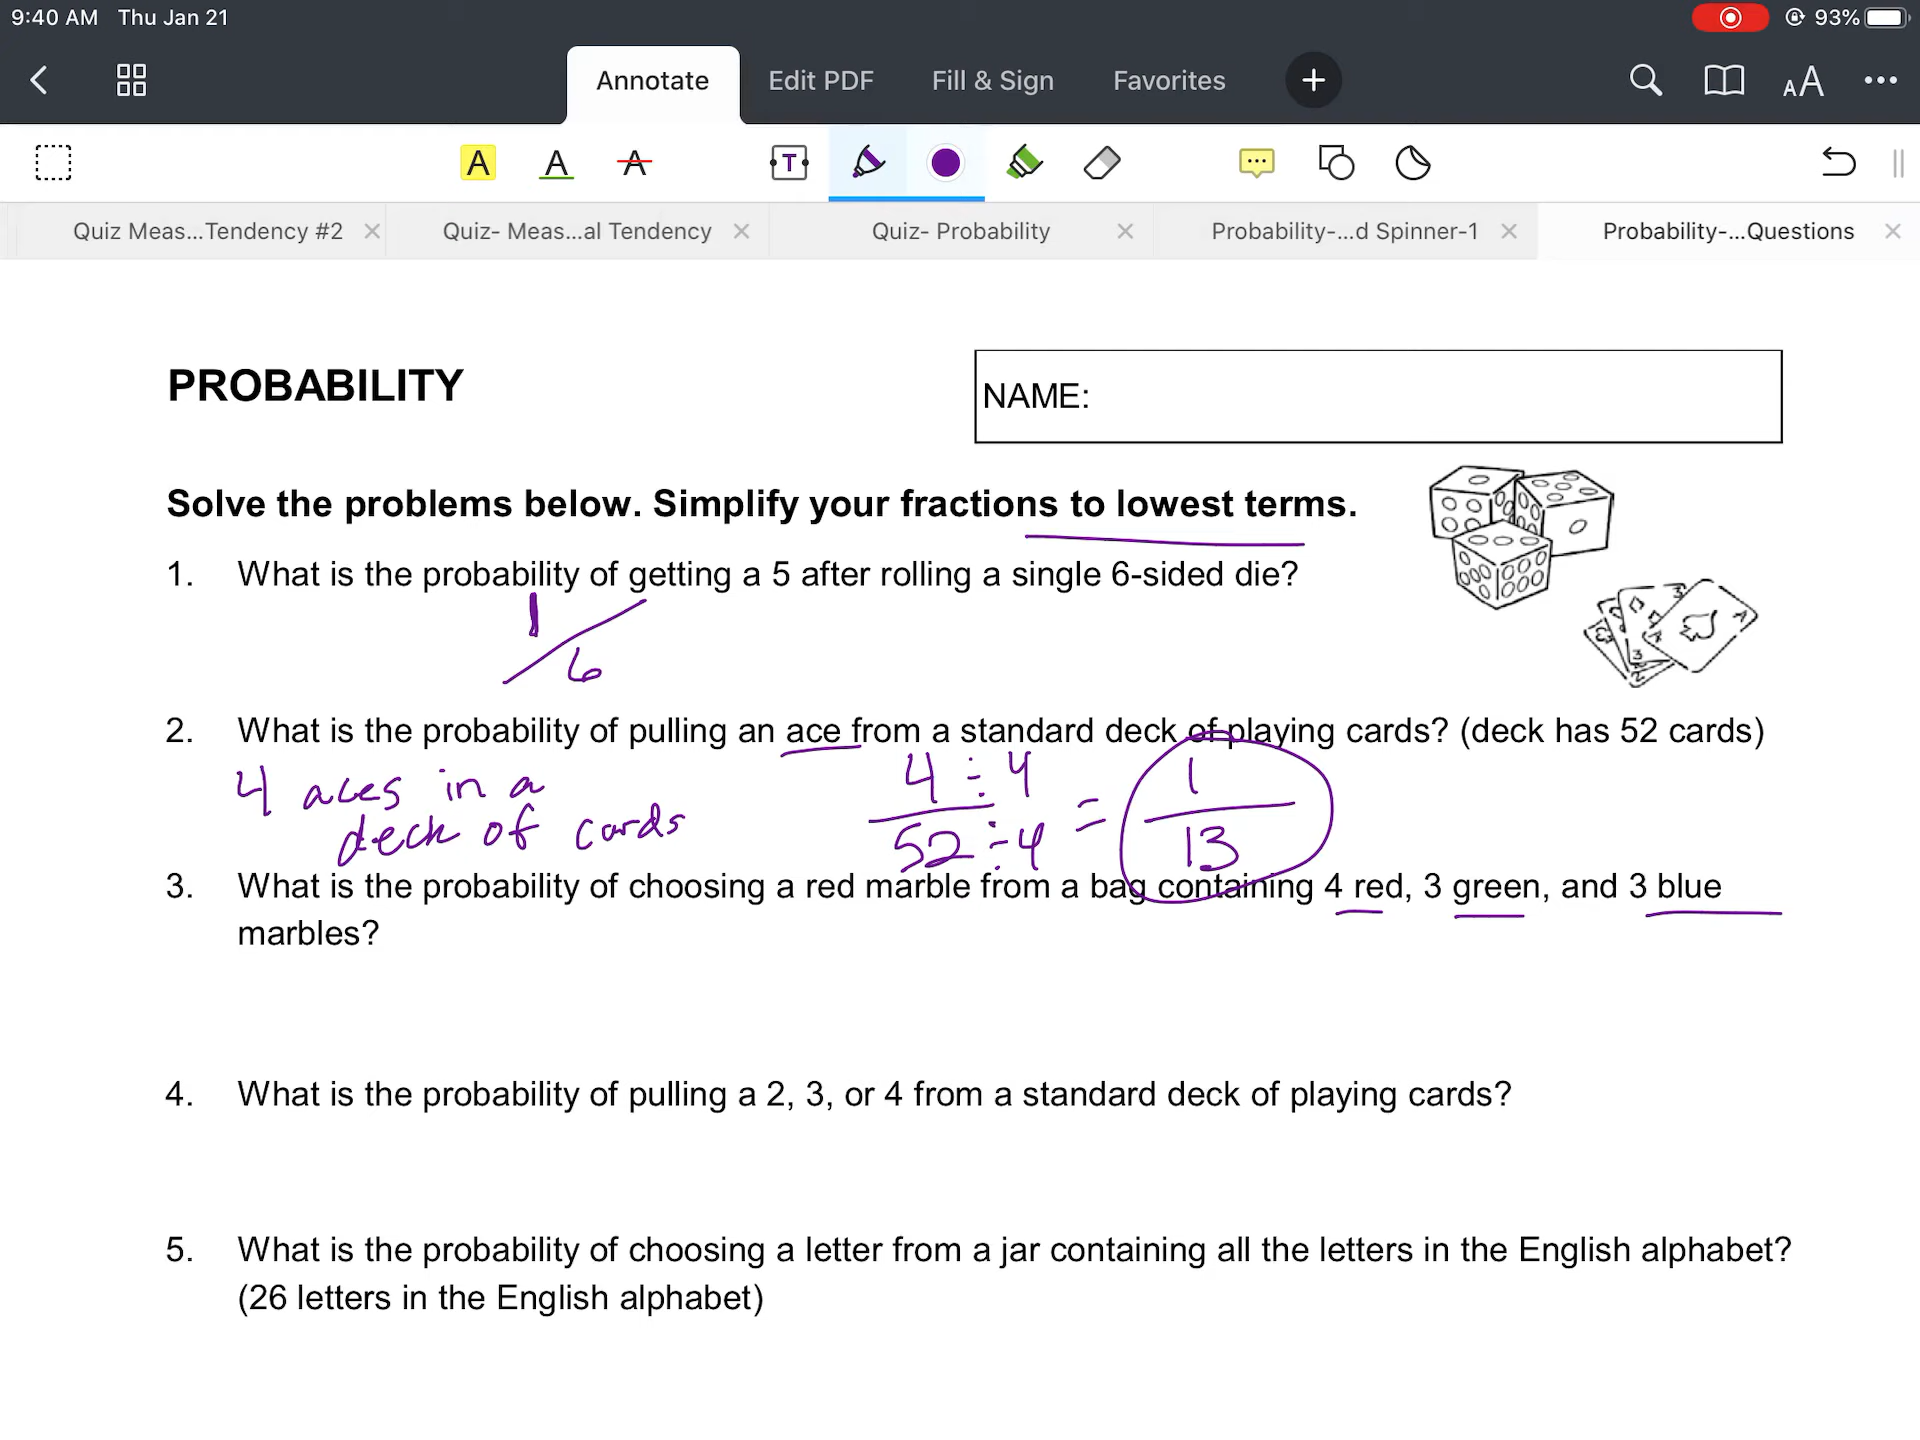 9:40 AM Thu Jan 21
93%
Annotate Edit PDF Fill & Sign Favorites
AA
A A A T
Quiz Meas...Tendency #2 Quiz- Meas...al Tendency Quiz- Probability Probability-...d Spinner-1 Probability-...Questions
PROBABILITY
NAME:
Solve the problems below. Simplify your fractions to lowest terms.
1. What is the probability of getting a 5 after rolling a single 6-sided die?
1/6
2. What is the probability of pulling an ace from a standard deck of playing cards? (deck has 52 cards)
4 aces in a
deck of cards
4 ÷ 4
52 ÷ 4
=
1
13
3. What is the probability of choosing a red marble from a bag containing 4 red, 3 green, and 3 blue
marbles?
4. What is the probability of pulling a 2, 3, or 4 from a standard deck of playing cards?
5. What is the probability of choosing a letter from a jar containing all the letters in the English alphabet?
(26 letters in the English alphabet)